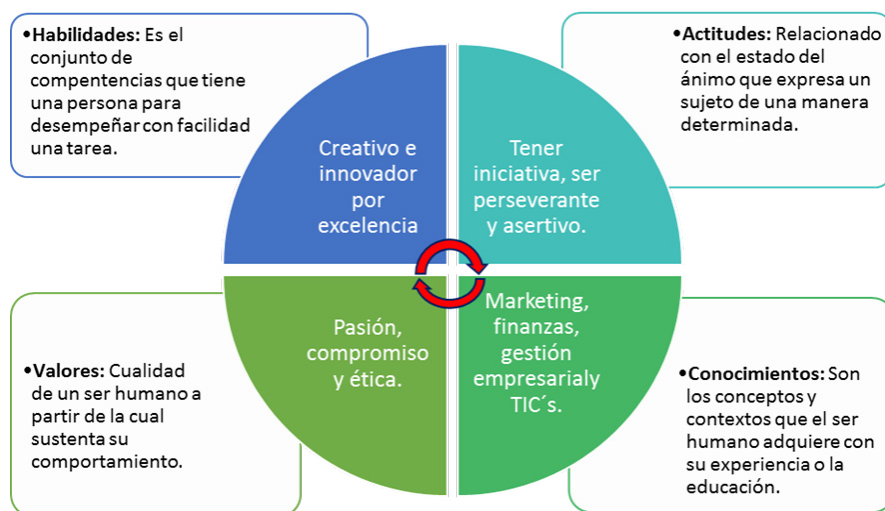 •Habilidades: Es el
conjunto de
compentencias que tiene
una persona para
desempeñar con facilidad
una tarea.
•Actitudes: Relacionado
con el estado del
ánimo que expresa un
sujeto de una manera
determinada.
Creativo e
innovador
por
excelencia
Tener
iniciativa, ser
perseverante
y asertivo.
Pasión,
compromiso
y ética.
Marketing,
finanzas,
gestión
empresarialy
TIC´s.
•Valores: Cualidad
de un ser humano a
partir de la cual
sustenta su
comportamiento.
•Conocimientos: Son
los conceptos y
contextos que el ser
humano adquiere con
su experiencia o la
educación.